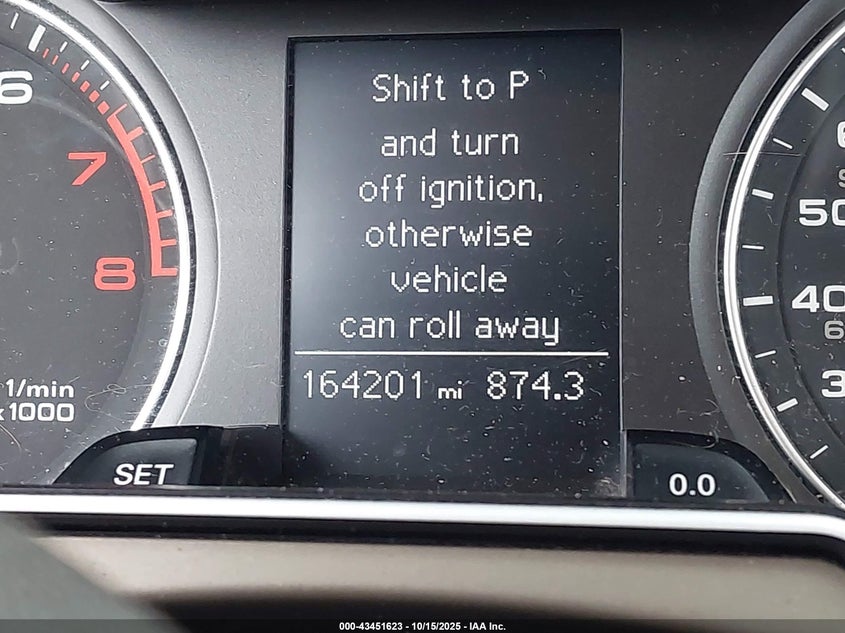 Shift to P
and turn
off ignition,
otherwise
vehicle
can roll away
164201 mi 874.3
6
7
8
1/min
x1000
SET
0.0
50
40
000-43451623 - 10/15/2025 - IAA Inc.